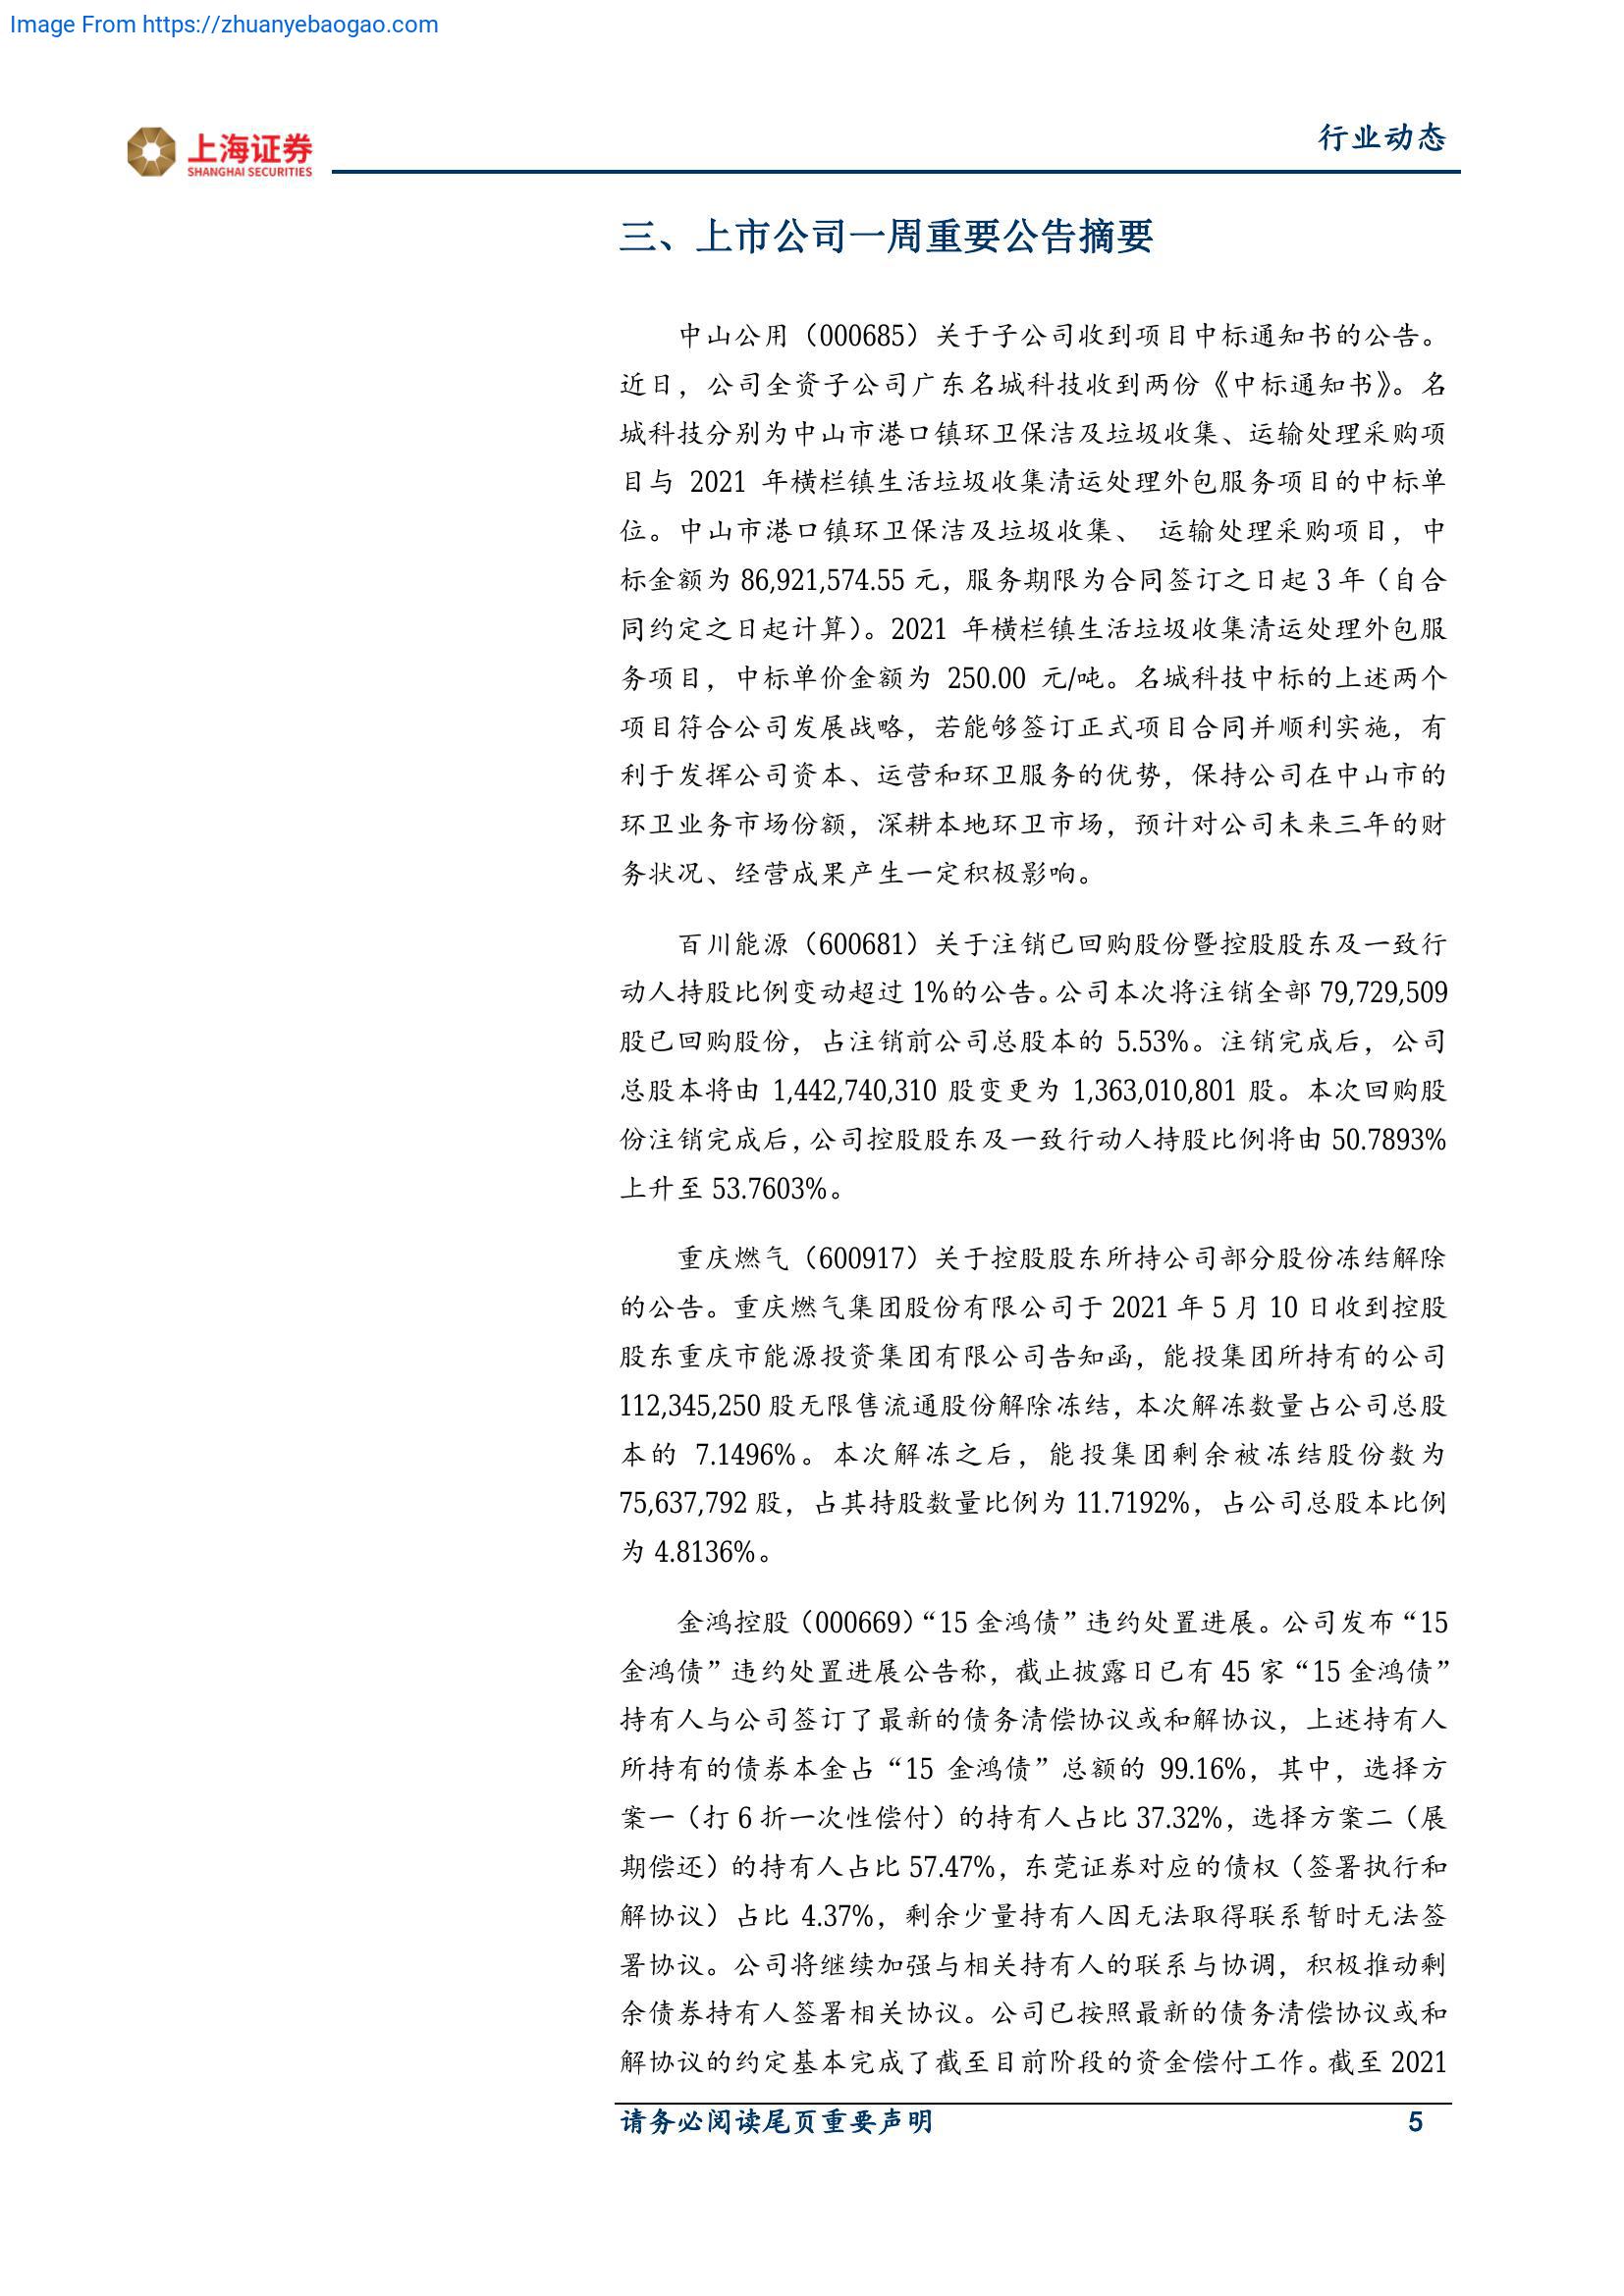 Image From https://zhuanyebaogao.com
行业动态
上海证券
SHANGHAI SECURITIES
三、上市公司一周重要公告摘要
中山公用（000685）关于子公司收到项目中标通知书的公告。
近日，公司全资子公司广东名城科技收到两份《中标通知书》。名
城科技分别为中山市港口镇环卫保洁及垃圾收集、运输处理采购项
目与 2021 年横栏镇生活垃圾收集清运处理外包服务项目的中标单
位。中山市港口镇环卫保洁及垃圾收集、 运输处理采购项目，中
标金额为 86,921,574.55 元，服务期限为合同签订之日起 3 年（自合
同约定之日起计算）。2021 年横栏镇生活垃圾收集清运处理外包服
务项目，中标单价金额为 250.00 元/吨。名城科技中标的上述两个
项目符合公司发展战略，若能够签订正式项目合同并顺利实施，有
利于发挥公司资本、运营和环卫服务的优势，保持公司在中山市的
环卫业务市场份额，深耕本地环卫市场，预计对公司未来三年的财
务状况、经营成果产生一定积极影响。
百川能源（600681）关于注销已回购股份暨控股股东及一致行
动人持股比例变动超过 1%的公告。公司本次将注销全部 79,729,509
股已回购股份，占注销前公司总股本的 5.53%。注销完成后，公司
总股本将由 1,442,740,310 股变更为 1,363,010,801 股。本次回购股
份注销完成后，公司控股股东及一致行动人持股比例将由 50.7893%
上升至 53.7603%。
重庆燃气（600917）关于控股股东所持公司部分股份冻结解除
的公告。重庆燃气集团股份有限公司于 2021 年 5 月 10 日收到控股
股东重庆市能源投资集团有限公司告知函，能投集团所持有的公司
112,345,250 股无限售流通股份解除冻结，本次解冻数量占公司总股
本的 7.1496%。本次解冻之后，能投集团剩余被冻结股份数为
75,637,792 股，占其持股数量比例为 11.7192%，占公司总股本比例
为 4.8136%。
金鸿控股（000669）“15 金鸿债”违约处置进展。公司发布“15
金鸿债”违约处置进展公告称，截止披露日已有 45 家“15 金鸿债”
持有人与公司签订了最新的债务清偿协议或和解协议，上述持有人
所持有的债券本金占“15 金鸿债”总额的 99.16%，其中，选择方
案一（打 6 折一次性偿付）的持有人占比 37.32%，选择方案二（展
期偿还）的持有人占比 57.47%，东莞证券对应的债权（签署执行和
解协议）占比 4.37%，剩余少量持有人因无法取得联系暂时无法签
署协议。公司将继续加强与相关持有人的联系与协调，积极推动剩
余债券持有人签署相关协议。公司已按照最新的债务清偿协议或和
解协议的约定基本完成了截至目前阶段的资金偿付工作。截至 2021
请务必阅读尾页重要声明 5